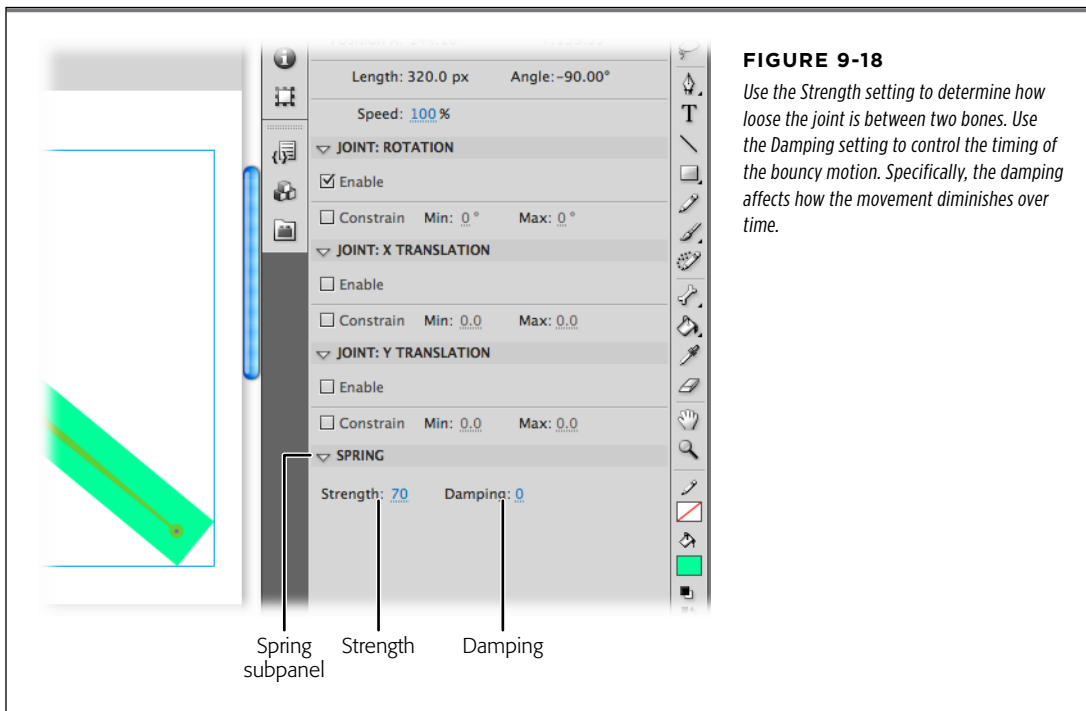 Length: 320.0 px Angle:-90.00°
Speed: 100 %
JOINT: ROTATION
Enable
Constrain Min: 0 ° Max: 0 °
JOINT: X TRANSLATION
Enable
Constrain Min: 0.0 Max: 0.0
JOINT: Y TRANSLATION
Enable
Constrain Min: 0.0 Max: 0.0
SPRING
Strength: 70 Damping: 0
Spring subpanel
Strength
Damping
FIGURE 9-18
Use the Strength setting to determine how
loose the joint is between two bones. Use
the Damping setting to control the timing of
the bouncy motion. Specifically, the damping
affects how the movement diminishes over
time.